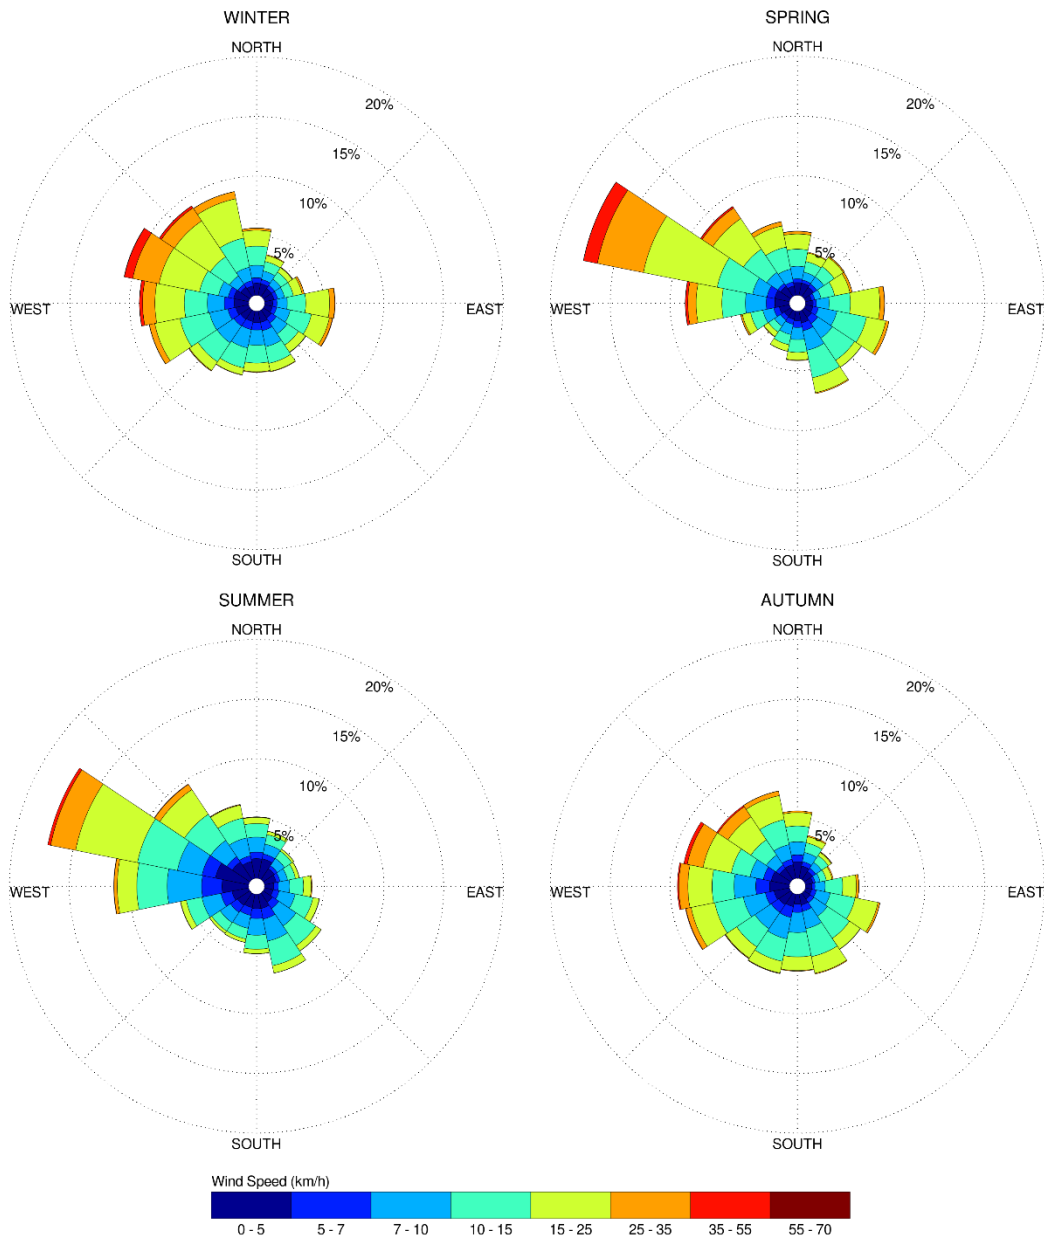 WINTER
SPRING
NORTH
NORTH
20%
20%
15%
15%
10%
10%
5%
5%
WEST
EAST
WEST
EAST
SOUTH
SOUTH
SUMMER
AUTUMN
NORTH
NORTH
20%
20%
15%
15%
10%
10%
5%
5%
WEST
EAST
WEST
EAST
SOUTH
SOUTH
Wind Speed (km/h)
0 - 5 5 - 7 7 - 10 10 - 15 15 - 25 25 - 35 35 - 55 55 - 70